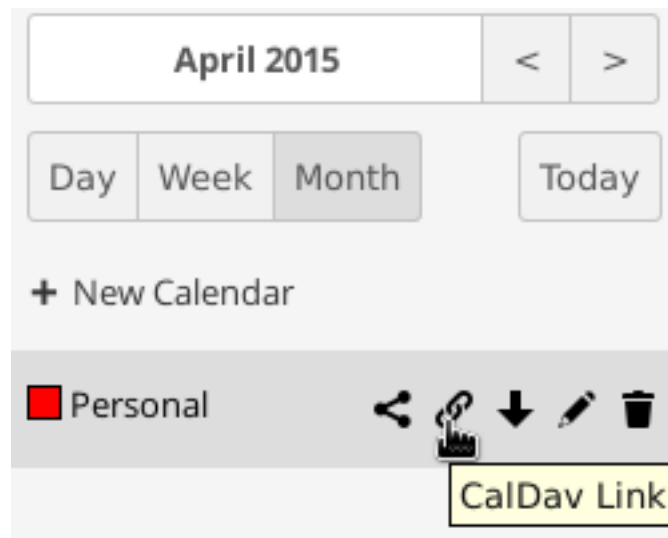 April 2015 < >
Day Week Month Today
+ New Calendar
Personal
CalDav Link